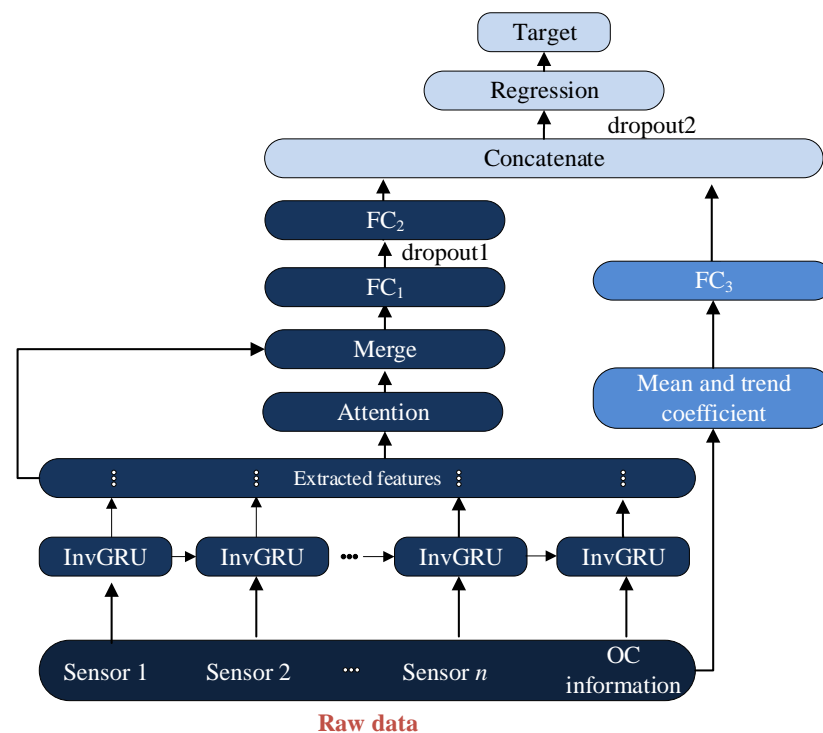 Target
Regression
dropout2
Concatenate
FC₂
dropout1
FC₁
FC₃
Merge
Mean and trend
coefficient
Attention
Extracted features
InvGRU InvGRU ... InvGRU InvGRU
Sensor 1 Sensor 2 ... Sensor n OC
information
Raw data